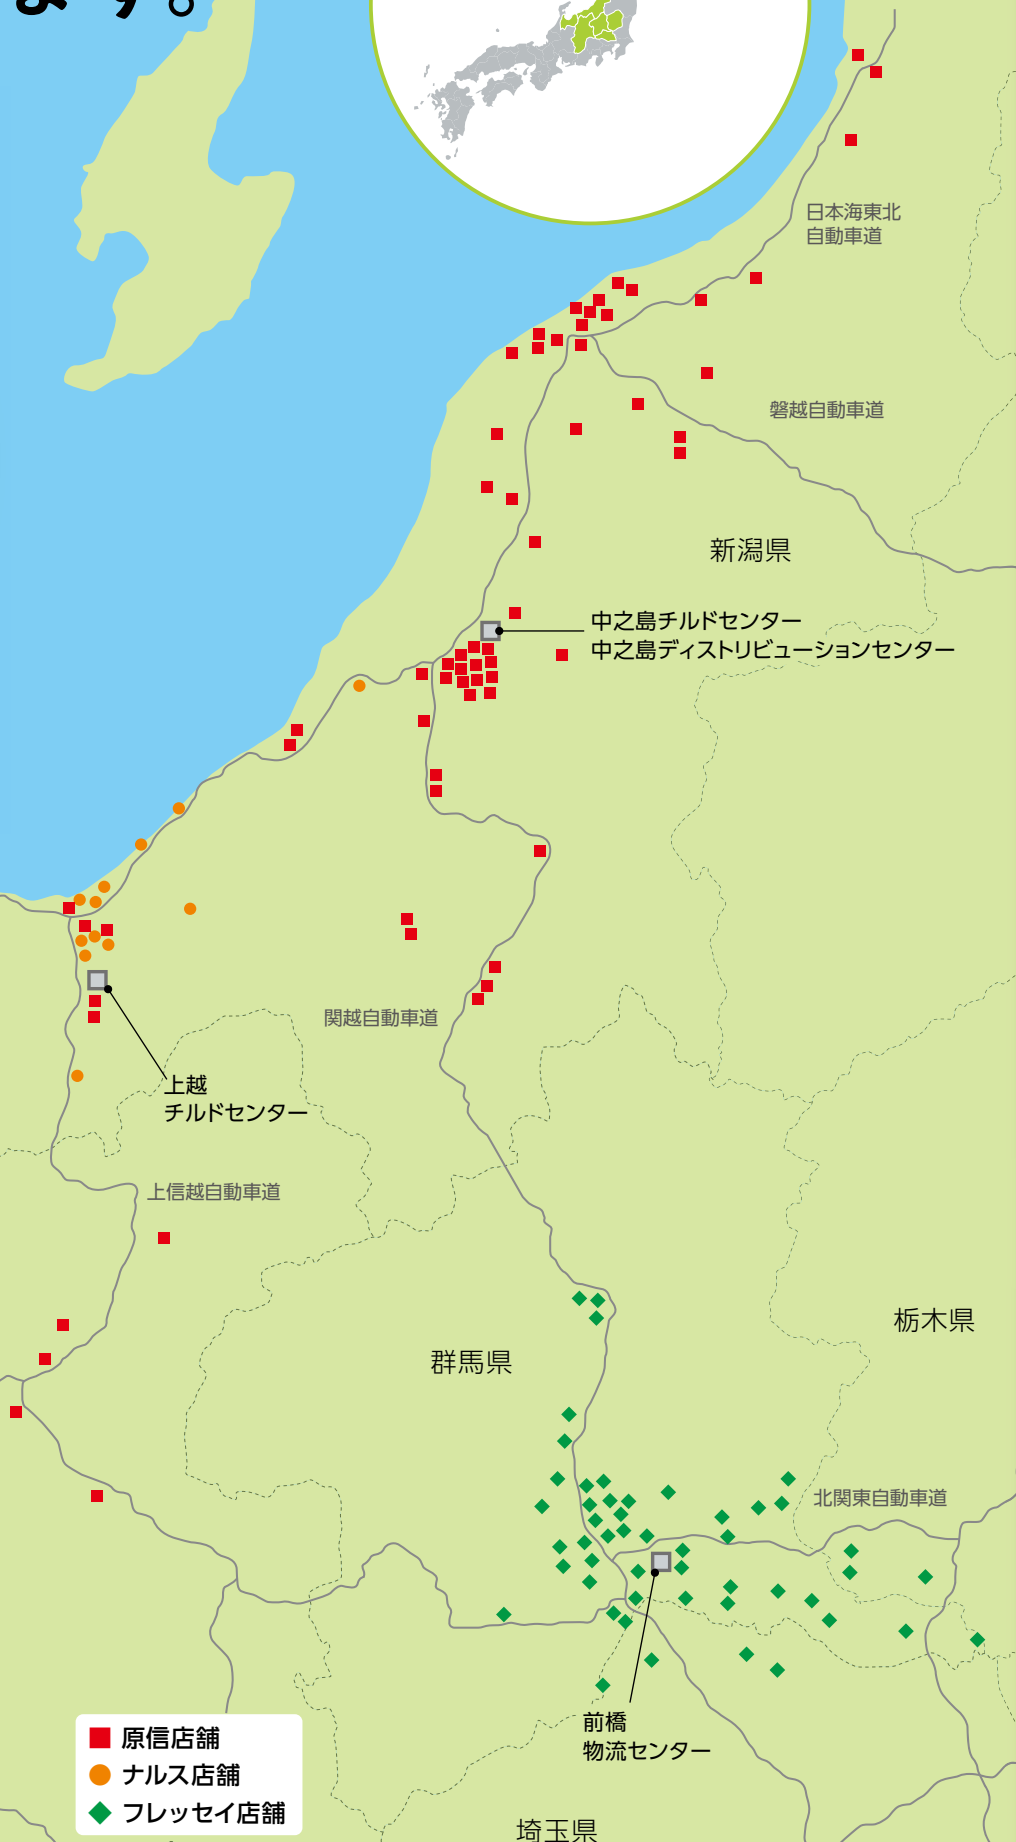 ます。
日本海東北
自動車道
磐越自動車道
新潟県
中之島チルドセンター
中之島ディストリビューションセンター
関越自動車道
上越
チルドセンター
上信越自動車道
栃木県
群馬県
北関東自動車道
前橋
物流センター
原信店舗
ナルス店舗
フレッセイ店舗
埼玉県